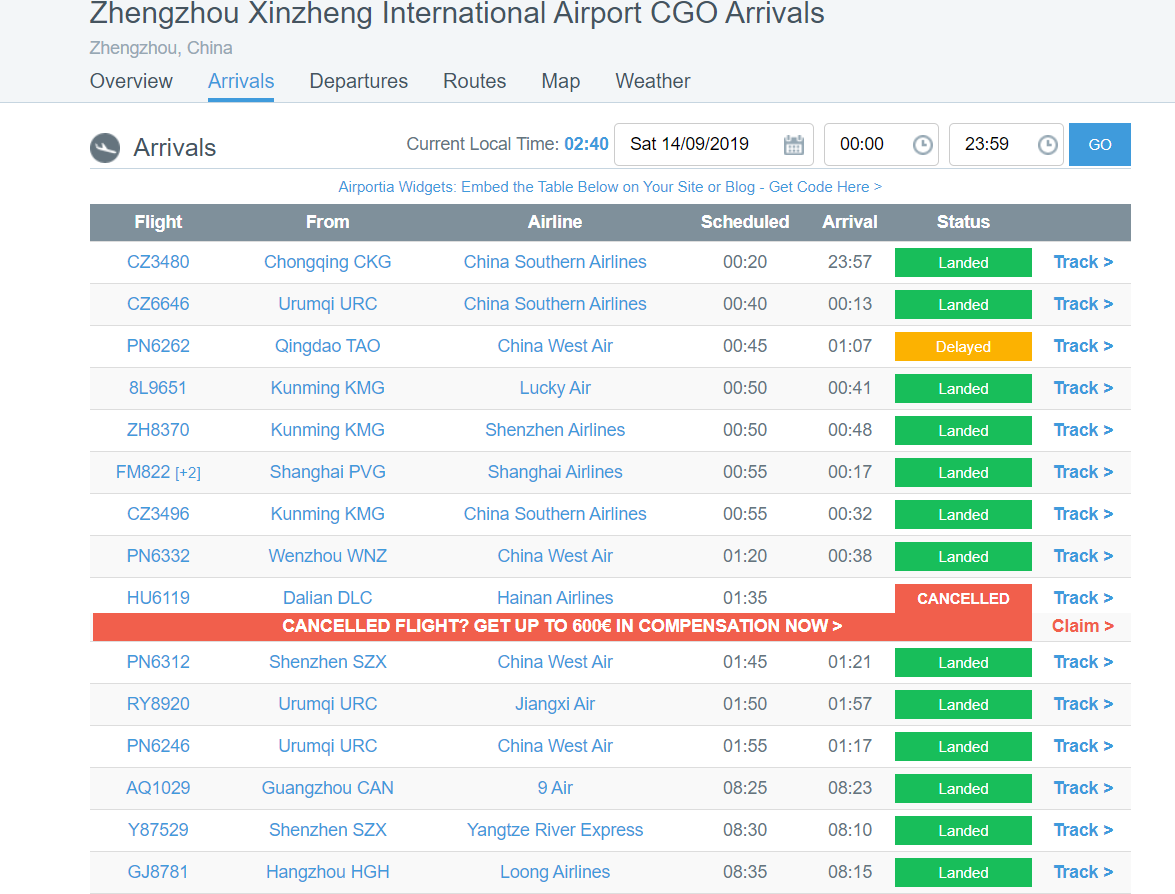 Zhengzhou Xinzheng International Airport CGO Arrivals
Zhengzhou, China
Overview Arrivals Departures Routes Map Weather
Arrivals Current Local Time: 02:40 Sat 14/09/2019 00:00 23:59 GO
Airportia Widgets: Embed the Table Below on Your Site or Blog - Get Code Here >
Flight From Airline Scheduled Arrival Status
CZ3480 Chongqing CKG China Southern Airlines 00:20 23:57 Landed Track >
CZ6646 Urumqi URC China Southern Airlines 00:40 00:13 Landed Track >
PN6262 Qingdao TAO China West Air 00:45 01:07 Delayed Track >
8L9651 Kunming KMG Lucky Air 00:50 00:41 Landed Track >
ZH8370 Kunming KMG Shenzhen Airlines 00:50 00:48 Landed Track >
FM822 [+2] Shanghai PVG Shanghai Airlines 00:55 00:17 Landed Track >
CZ3496 Kunming KMG China Southern Airlines 00:55 00:32 Landed Track >
PN6332 Wenzhou WNZ China West Air 01:20 00:38 Landed Track >
HU6119 Dalian DLC Hainan Airlines 01:35 CANCELLED Track >
CANCELLED FLIGHT? GET UP TO 600€ IN COMPENSATION NOW > Claim >
PN6312 Shenzhen SZX China West Air 01:45 01:21 Landed Track >
RY8920 Urumqi URC Jiangxi Air 01:50 01:57 Landed Track >
PN6246 Urumqi URC China West Air 01:55 01:17 Landed Track >
AQ1029 Guangzhou CAN 9 Air 08:25 08:23 Landed Track >
Y87529 Shenzhen SZX Yangtze River Express 08:30 08:10 Landed Track >
GJ8781 Hangzhou HGH Loong Airlines 08:35 08:15 Landed Track >